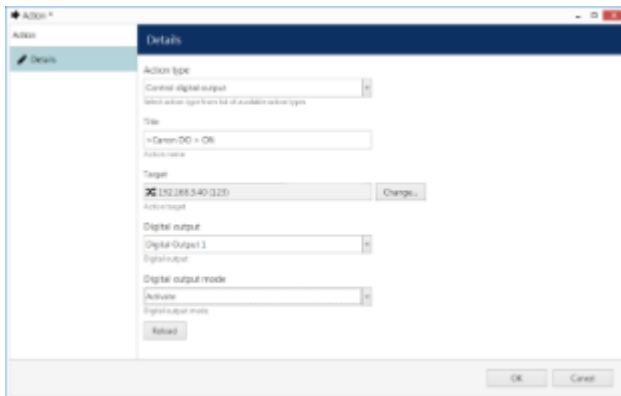 Action *
Action
Details
Details
Action type
Control digital output
Select action type from list of available action types
Title
Action name
Target
192.168.3.40 (123)
Change...
Action target
Digital output
Digital Output 1
Digital output
Digital output mode
Activate
Digital output mode
Reload
OK
Cancel